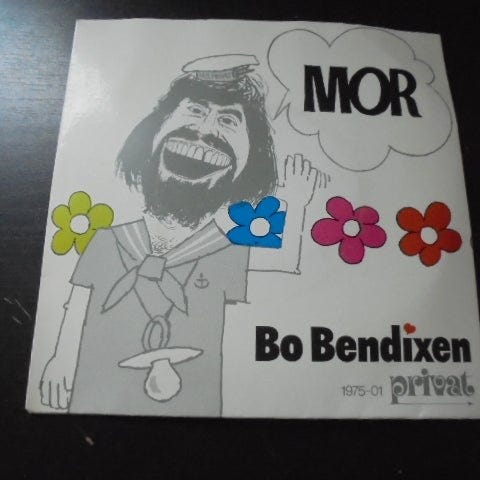 MOR
Bo Bendixen
1975-01 privat